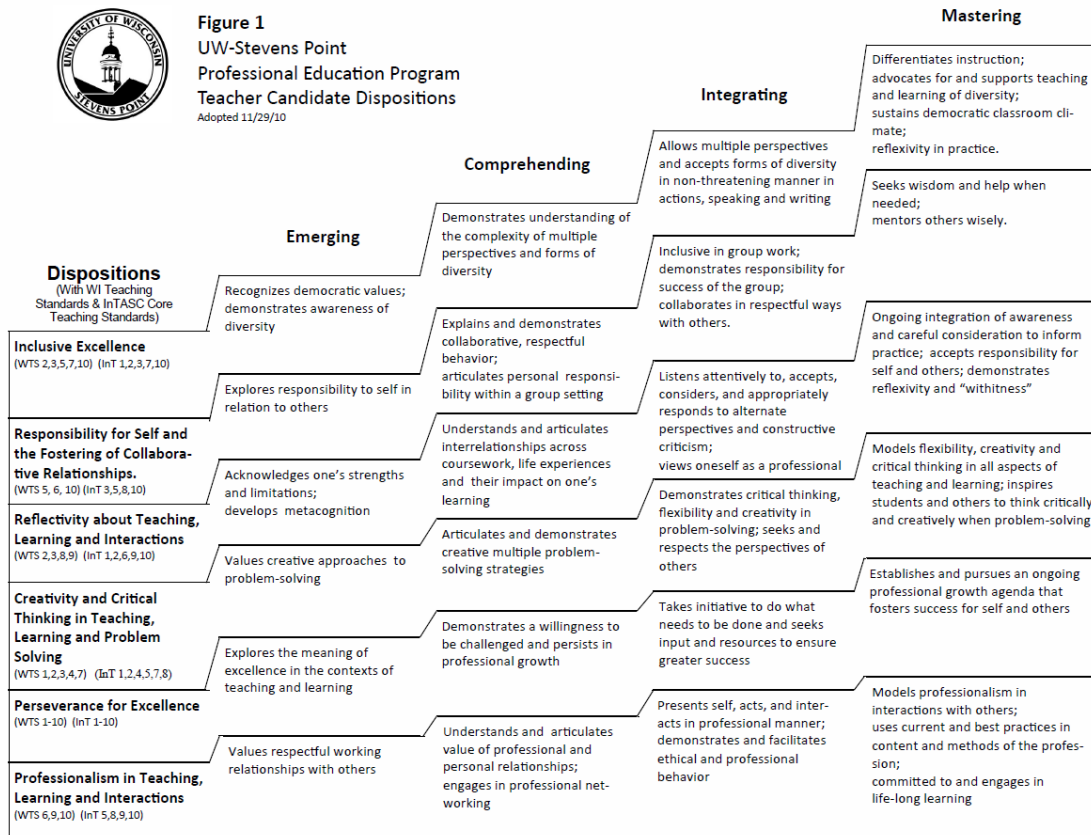 UNIVERSITY OF WISCONSIN
STEVENS POINT
Figure 1
UW-Stevens Point
Professional Education Program
Teacher Candidate Dispositions
Adopted 11/29/10
Dispositions
(With WI Teaching
Standards & InTASC Core
Teaching Standards)
Emerging
Comprehending
Integrating
Mastering
Inclusive Excellence
(WTS 2,3,5,7,10) (InT 1,2,3,7,10)
Recognizes democratic values;
demonstrates awareness of
diversity
Demonstrates understanding of
the complexity of multiple
perspectives and forms of
diversity
Allows multiple perspectives
and accepts forms of diversity
in non-threatening manner in
actions, speaking and writing
Differentiates instruction;
advocates for and supports teaching
and learning of diversity;
sustains democratic classroom cli-
mate;
reflexivity in practice.
Responsibility for Self and
the Fostering of Collabora-
tive Relationships.
(WTS 5, 6, 10) (InT 3,5,8,10)
Explores responsibility to self in
relation to others
Explains and demonstrates
collaborative, respectful
behavior;
articulates personal responsi-
bility within a group setting
Inclusive in group work;
demonstrates responsibility for
success of the group;
collaborates in respectful ways
with others.
Seeks wisdom and help when
needed;
mentors others wisely.
Reflectivity about Teaching,
Learning and Interactions
(WTS 2,3,8,9) (InT 1,2,6,9,10)
Acknowledges one's strengths
and limitations;
develops metacognition
Understands and articulates
interrelationships across
coursework, life experiences
and their impact on one's
learning
Listens attentively to, accepts,
considers, and appropriately
responds to alternate
perspectives and constructive
criticism;
views oneself as a professional
Ongoing integration of awareness
and careful consideration to inform
practice; accepts responsibility for
self and others; demonstrates
reflexivity and "withitness"
Creativity and Critical
Thinking in Teaching,
Learning and Problem
Solving
(WTS 1,2,3,4,7) (InT 1,2,4,5,7,8)
Values creative approaches to
problem-solving
Articulates and demonstrates
creative multiple problem-
solving strategies
Demonstrates critical thinking,
flexibility and creativity in
problem-solving; seeks and
respects the perspectives of
others
Models flexibility, creativity and
critical thinking in all aspects of
teaching and learning; inspires
students and others to think critically
and creatively when problem-solving
Perseverance for Excellence
(WTS 1-10) (InT 1-10)
Explores the meaning of
excellence in the contexts of
teaching and learning
Demonstrates a willingness to
be challenged and persists in
professional growth
Takes initiative to do what
needs to be done and seeks
input and resources to ensure
greater success
Establishes and pursues an ongoing
professional growth agenda that
fosters success for self and others
Professionalism in Teaching,
Learning and Interactions
(WTS 6,9,10) (InT 5,8,9,10)
Values respectful working
relationships with others
Understands and articulates
value of professional and
personal relationships;
engages in professional net-
working
Presents self, acts, and inter-
acts in professional manner;
demonstrates and facilitates
ethical and professional
behavior
Models professionalism in
interactions with others;
uses current and best practices in
content and methods of the profes-
sion;
committed to and engages in
life-long learning